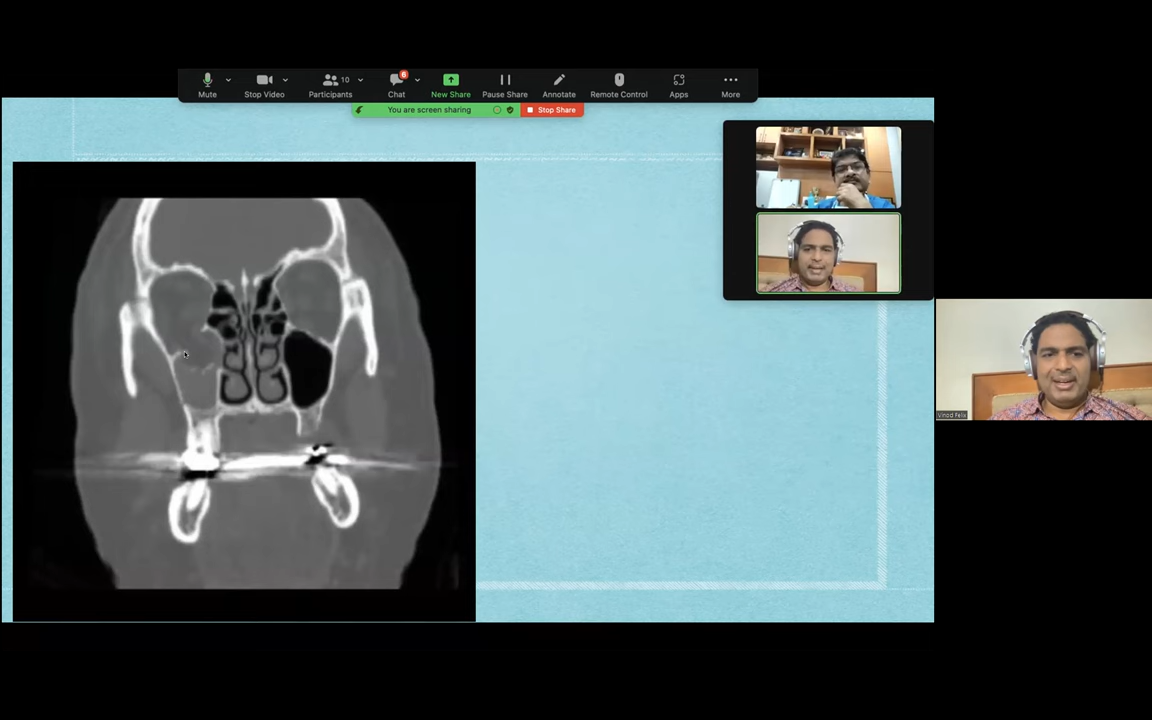 10
6
Mute
Stop Video
Participants
Chat
New Share
Pause Share
Annotate
Remote Control
Apps
More
You are screen sharing
Stop Share
Vinod Felix